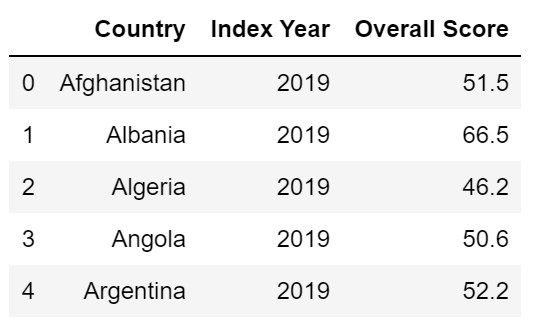 Country Index Year Overall Score
0 Afghanistan 2019 51.5
1 Albania 2019 66.5
2 Algeria 2019 46.2
3 Angola 2019 50.6
4 Argentina 2019 52.2